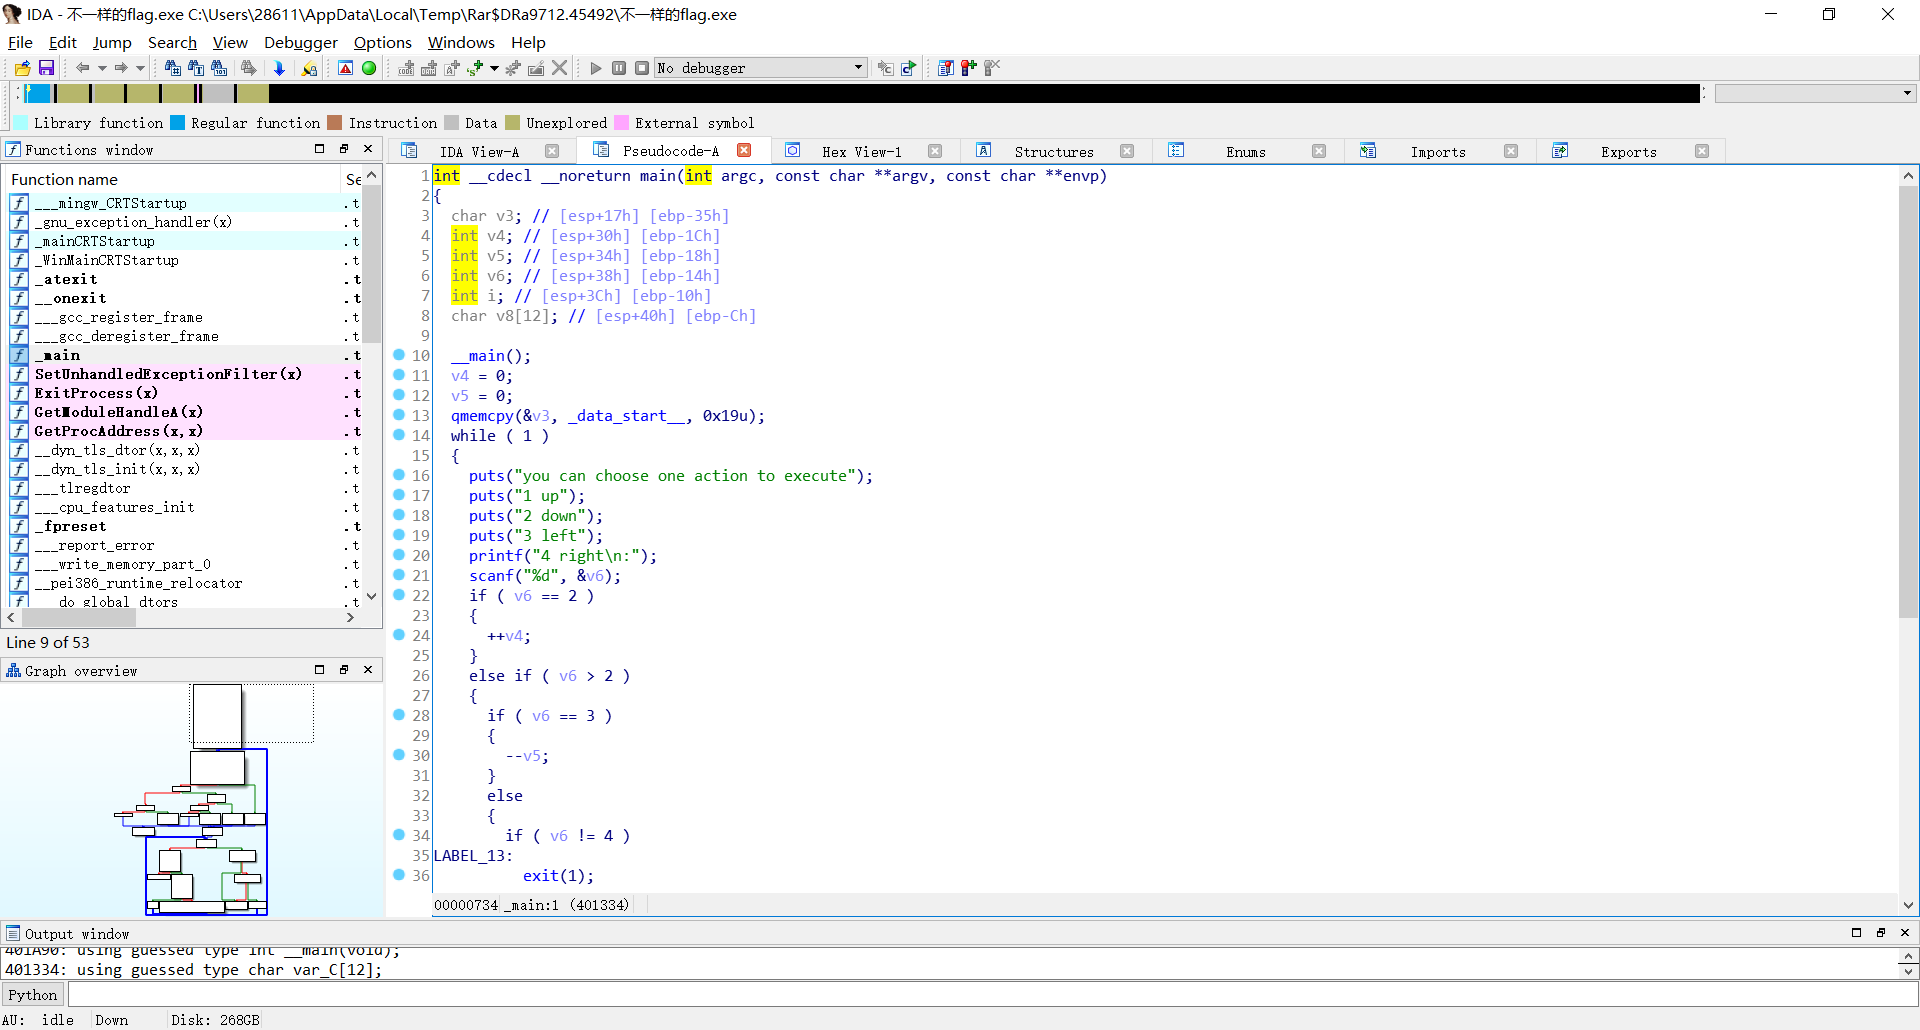 IDA - 不一样的flag.exe C:\Users\28611\AppData\Local\Temp\Rar$DRa9712.45492\不一样的flag.exe
File Edit Jump Search View Debugger Options Windows Help
No debugger
Library function Regular function Instruction Data Unexplored External symbol
Functions window
Function name Se
___mingw_CRTStartup .t
_gnu_exception_handler(x) .t
_mainCRTStartup .t
_WinMainCRTStartup .t
_atexit .t
__onexit .t
___gcc_register_frame .t
___gcc_deregister_frame .t
_main .t
SetUnhandledExceptionFilter(x) .t
ExitProcess(x) .t
GetModuleHandleA(x) .t
GetProcAddress(x,x) .t
__dyn_tls_dtor(x,x,x) .t
__dyn_tls_init(x,x,x) .t
___tlregdtor .t
___cpu_features_init .t
_fpreset .t
___report_error .t
___write_memory_part_0 .t
__pei386_runtime_relocator .t
do_global_dtors .t
Line 9 of 53
Graph overview
IDA View-A Pseudocode-A Hex View-1 Structures Enums Imports Exports
1 int __cdecl __noreturn main(int argc, const char **argv, const char **envp)
2 {
3 char v3; // [esp+17h] [ebp-35h]
4 int v4; // [esp+30h] [ebp-1Ch]
5 int v5; // [esp+34h] [ebp-18h]
6 int v6; // [esp+38h] [ebp-14h]
7 int i; // [esp+3Ch] [ebp-10h]
8 char v8[12]; // [esp+40h] [ebp-Ch]
9
10 __main();
11 v4 = 0;
12 v5 = 0;
13 qmemcpy(&v3, _data_start__, 0x19u);
14 while ( 1 )
15 {
16 puts("you can choose one action to execute");
17 puts("1 up");
18 puts("2 down");
19 puts("3 left");
20 printf("4 right\n:");
21 scanf("%d", &v6);
22 if ( v6 == 2 )
23 {
24 ++v4;
25 }
26 else if ( v6 > 2 )
27 {
28 if ( v6 == 3 )
29 {
30 --v5;
31 }
32 else
33 {
34 if ( v6 != 4 )
35 LABEL_13:
36 exit(1);
00000734 _main:1 (401334)
Output window
401A90: using guessed type int __main(void);
401334: using guessed type char var_C[12];
Python
AU: idle Down Disk: 268GB